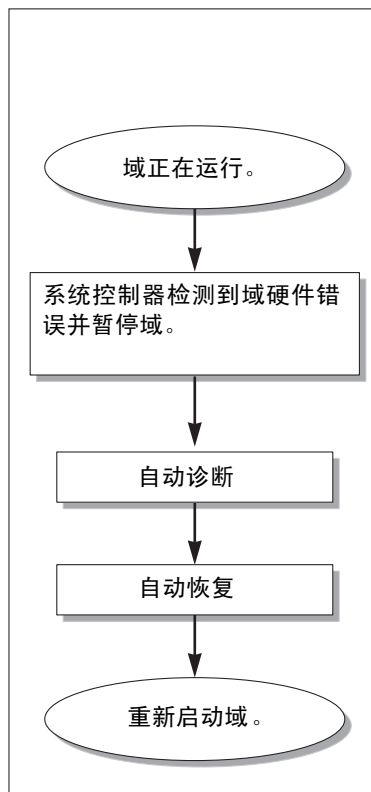 域正在运行。
系统控制器检测到域硬件错
误并暂停域。
自动诊断
自动恢复
重新启动域。